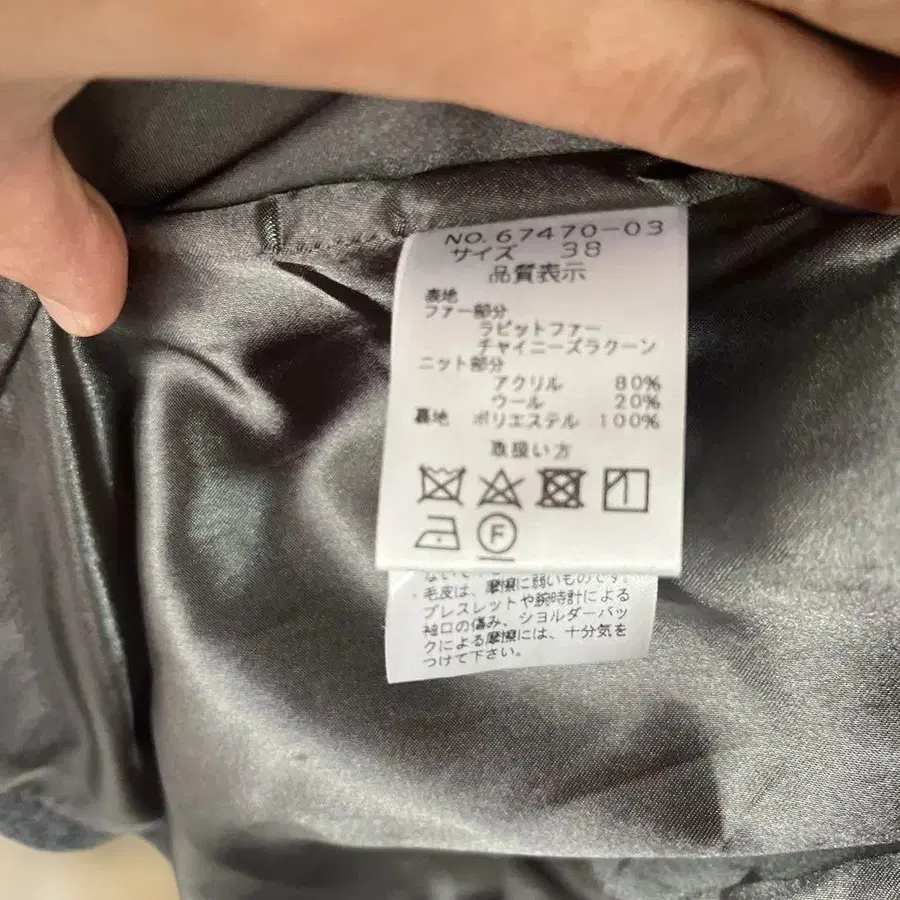 NO.67470-03
サイズ 38
品質表示
表地
ファー部分
ラビットファー
チャイニーズラクーン
ニット部分
アクリル 80%
ウール 20%
裏地 ポリエステル 100%
取扱い方
F
毛皮は、摩擦に弱いものです。
ブレスレットや腕時計による
袖口の傷み、ショルダーバッ
クによる摩擦には、十分気を
つけて下さい。